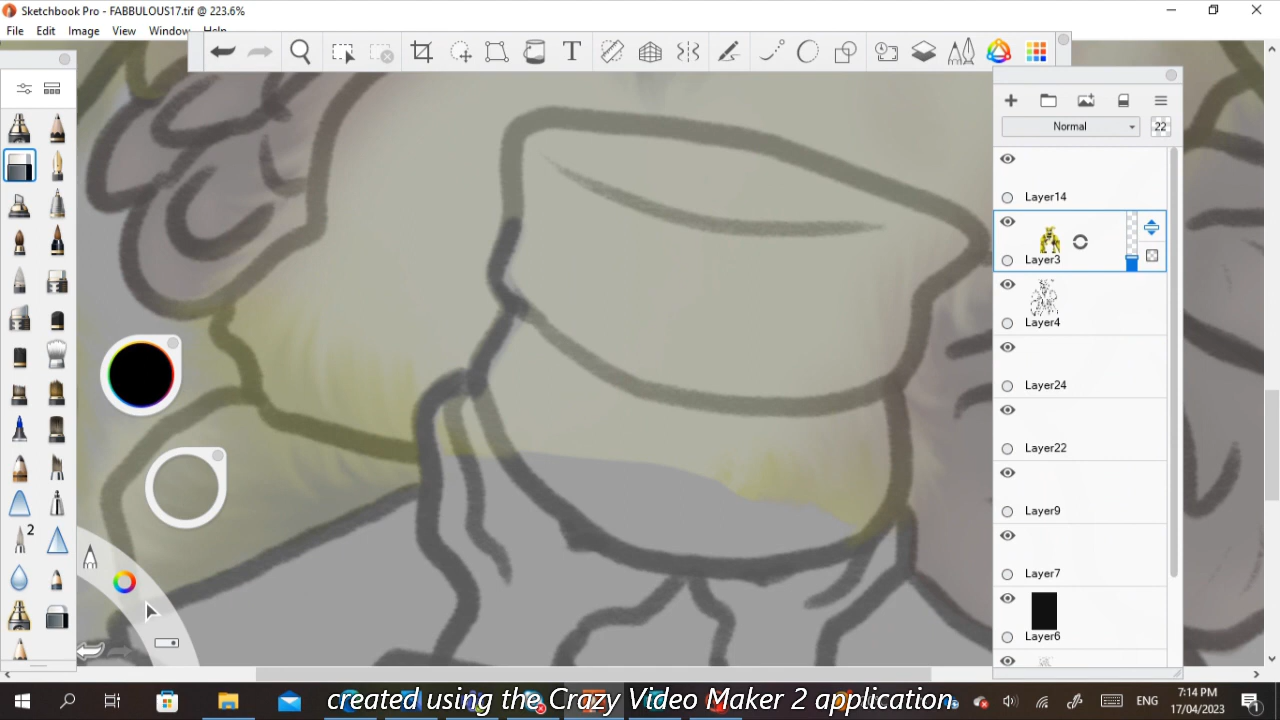 Sketchbook Pro - FABBULOUS17.tif @ 223.6%
File Edit Image View Window Help
T
Normal 22
Layer14
Layer3
Layer4
Layer24
Layer22
Layer9
Layer7
Layer6
2
created using the Crazy Video Maker 2 application.
ENG
7:14 PM
17/04/2023
1